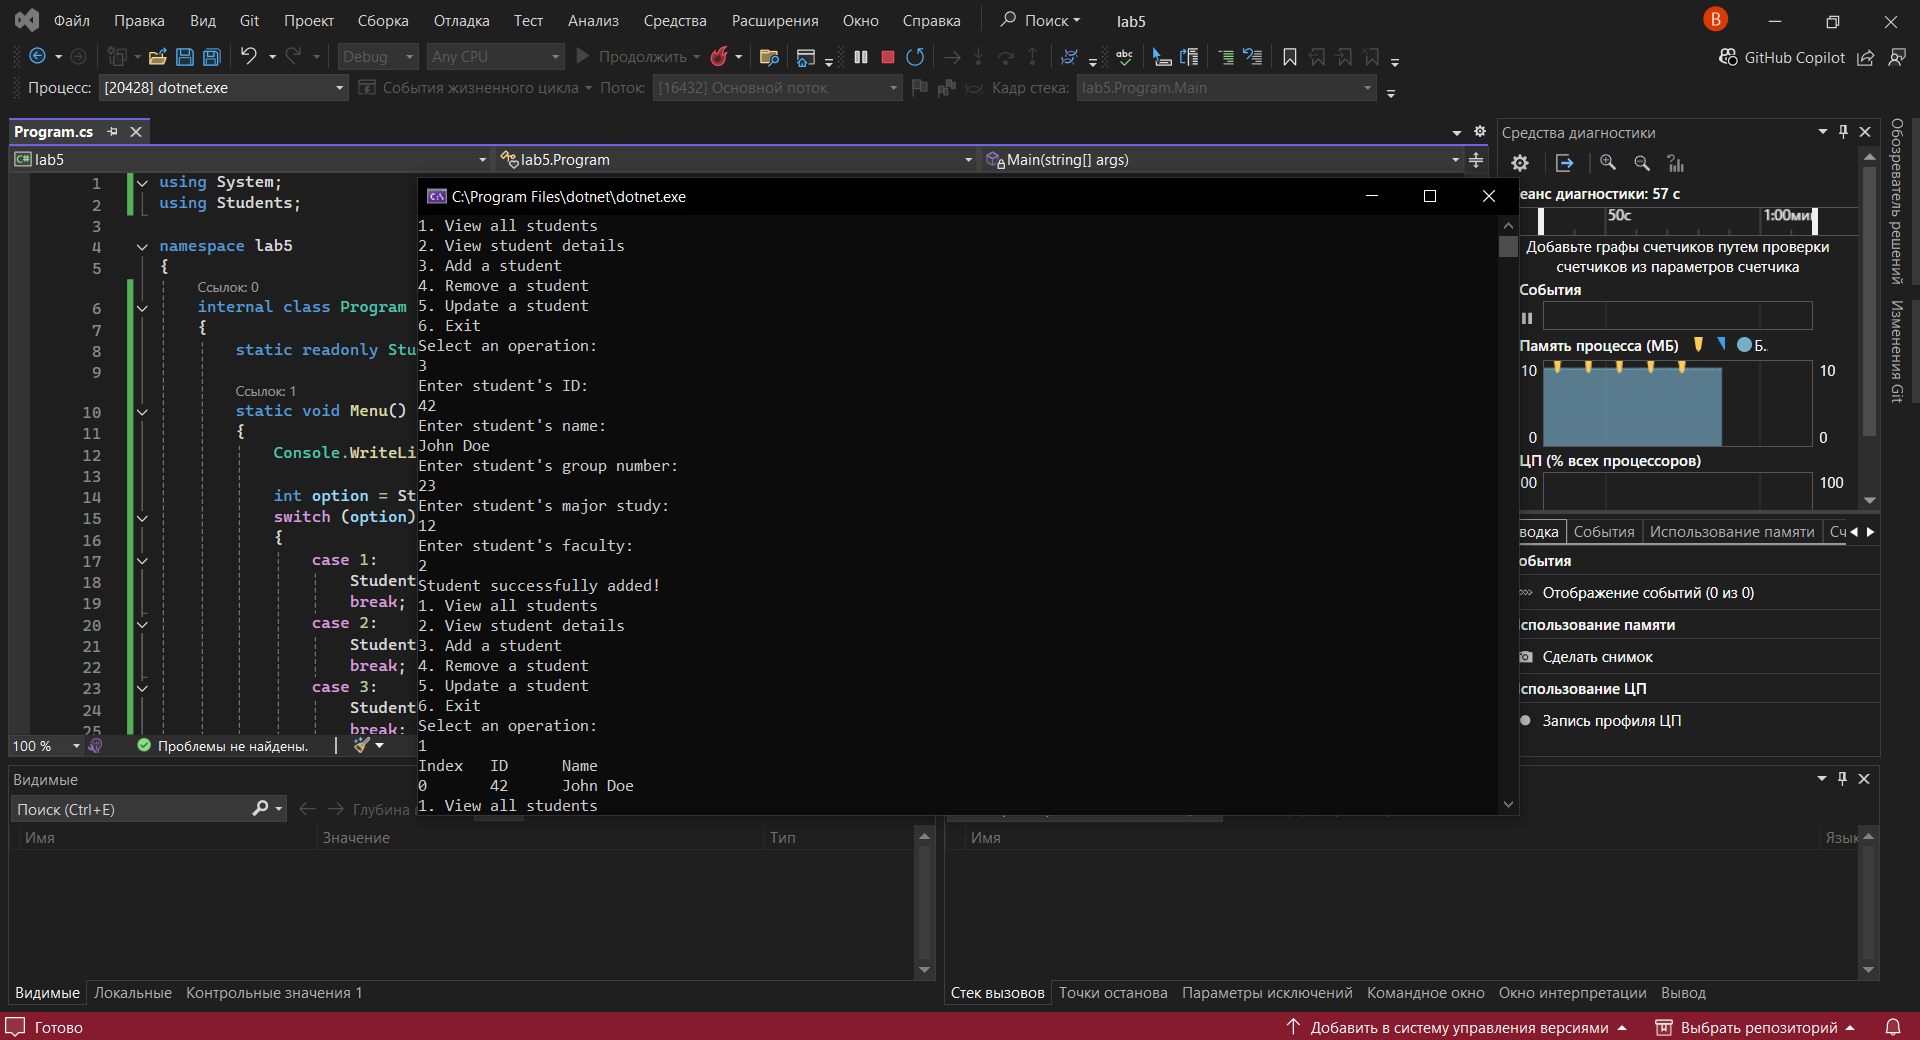 Файл Правка Вид Git Проект Сборка Отладка Тест Анализ Средства Расширения Окно Справка Поиск lab5 B
Debug Any CPU Продолжить abc GitHub Copilot
Процесс: [20428] dotnet.exe События жизненного цикла Поток: [16432] Основной поток Кадр стека: lab5.Program.Main
Program.cs
C# lab5 lab5.Program Main(string[] args)
1 using System;
2 using Students;
3
4 namespace lab5
5 {
Ссылок: 0
6 internal class Program
7 {
8 static readonly Stu
9
Ссылок: 1
10 static void Menu()
11 {
12 Console.WriteLi
13
14 int option = St
15 switch (option)
16 {
17 case 1:
18 Student
19 break;
20 case 2:
21 Student
22 break;
23 case 3:
24 Student
25 break;
100 % Проблемы не найдены.
C:\Program Files\dotnet\dotnet.exe
1. View all students
2. View student details
3. Add a student
4. Remove a student
5. Update a student
6. Exit
Select an operation:
3
Enter student's ID:
42
Enter student's name:
John Doe
Enter student's group number:
23
Enter student's major study:
12
Enter student's faculty:
2
Student successfully added!
1. View all students
2. View student details
3. Add a student
4. Remove a student
5. Update a student
6. Exit
Select an operation:
1
Index ID Name
0 42 John Doe
1. View all students
Средства диагностики
еанс диагностики: 57 с
50с 1:00мин
Добавьте графы счетчиков путем проверки
счетчиков из параметров счетчика
События
Память процесса (МБ) Б..
10 10
0 0
ЦП (% всех процессоров)
00 100
водка События Использование памяти Сч
обытия
Отображение событий (0 из 0)
спользование памяти
Сделать снимок
спользование ЦП
Запись профиля ЦП
Обозреватель решений
Изменения Git
Видимые
Поиск (Ctrl+E) Глубина
Имя Значение Тип
Видимые Локальные Контрольные значения 1
Имя Язык
Стек вызовов Точки останова Параметры исключений Командное окно Окно интерпретации Вывод
Готово Добавить в систему управления версиями Выбрать репозиторий